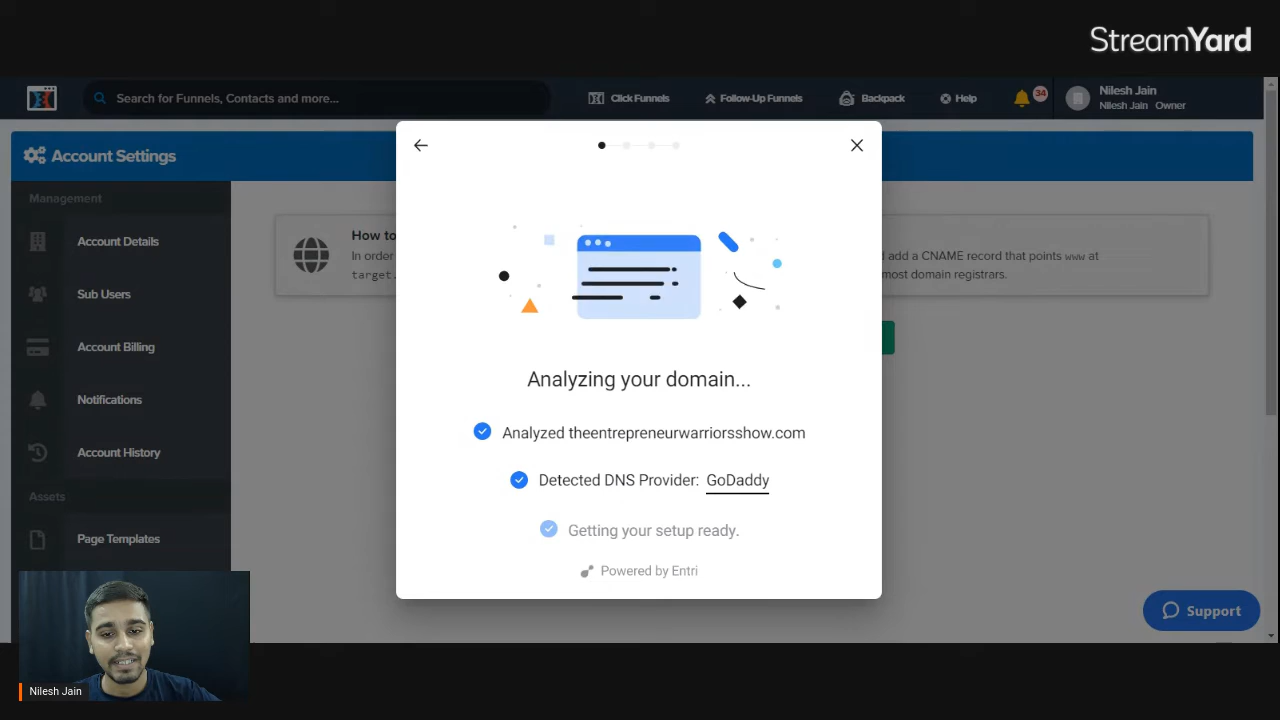 StreamYard
Search for Funnels, Contacts and more...
Click Funnels
Follow-Up Funnels
Backpack
Help
34
Nilesh Jain
Nilesh Jain Owner
Account Settings
Management
Account Details
Sub Users
Account Billing
Notifications
Account History
Assets
Page Templates
How to
In order
target.
d add a CNAME record that points www at
most domain registrars.
Analyzing your domain...
Analyzed theentrepreneurwarriorsshow.com
Detected DNS Provider: GoDaddy
Getting your setup ready.
Powered by Entri
Support
Nilesh Jain